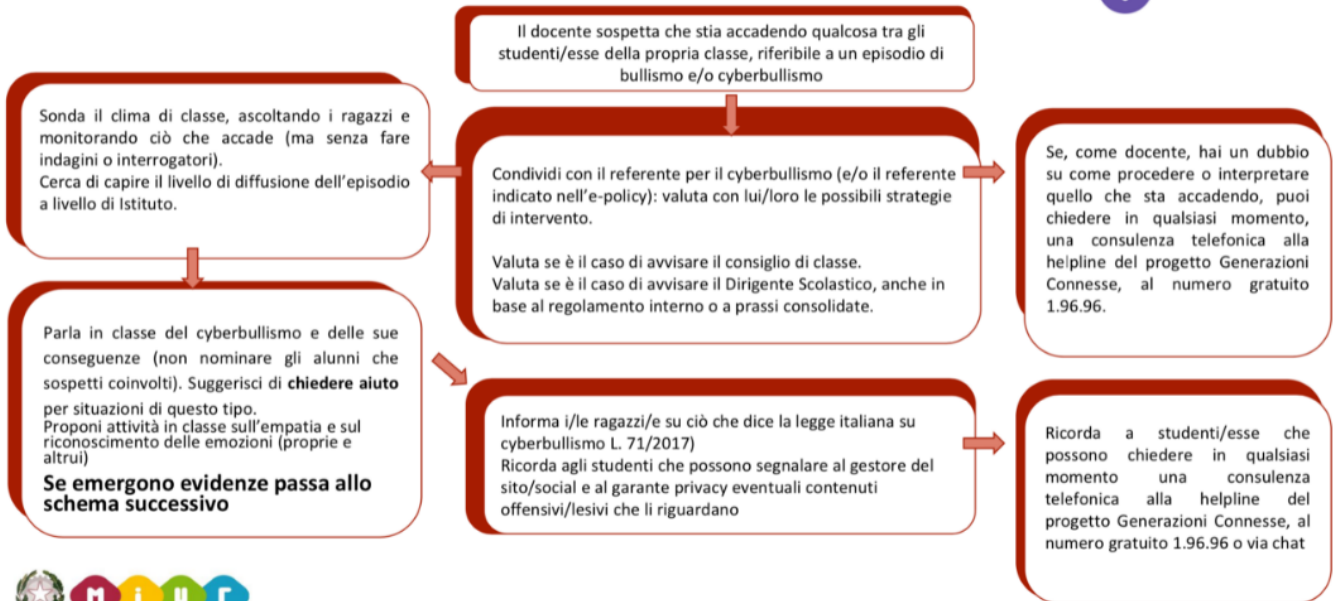 Il docente sospetta che stia accadendo qualcosa tra gli
studenti/esse della propria classe, riferibile a un episodio di
bullismo e/o cyberbullismo
Sonda il clima di classe, ascoltando i ragazzi e
monitorando ciò che accade (ma senza fare
indagini o interrogatori).
Cerca di capire il livello di diffusione dell'episodio
a livello di Istituto.
Condividi con il referente per il cyberbullismo (e/o il referente
indicato nell'e-policy): valuta con lui/loro le possibili strategie
di intervento.
Valuta se è il caso di avvisare il consiglio di classe.
Valuta se è il caso di avvisare il Dirigente Scolastico, anche in
base al regolamento interno o a prassi consolidate.
Se, come docente, hai un dubbio
su come procedere o interpretare
quello che sta accadendo, puoi
chiedere in qualsiasi momento,
una consulenza telefonica alla
helpline del progetto Generazioni
Connesse, al numero gratuito
1.96.96.
Parla in classe del cyberbullismo e delle sue
conseguenze (non nominare gli alunni che
sospetti coinvolti). Suggerisci di chiedere aiuto
per situazioni di questo tipo.
Proponi attività in classe sull'empatia e sul
riconoscimento delle emozioni (proprie e
altrui)
Se emergono evidenze passa allo
schema successivo
Informa i/le ragazzi/e su ciò che dice la legge italiana su
cyberbullismo L. 71/2017)
Ricorda agli studenti che possono segnalare al gestore del
sito/social e al garante privacy eventuali contenuti
offensivi/lesivi che li riguardano
Ricorda a studenti/esse che
possono chiedere in qualsiasi
momento una consulenza
telefonica alla helpline del
progetto Generazioni Connesse, al
numero gratuito 1.96.96 o via chat
miur